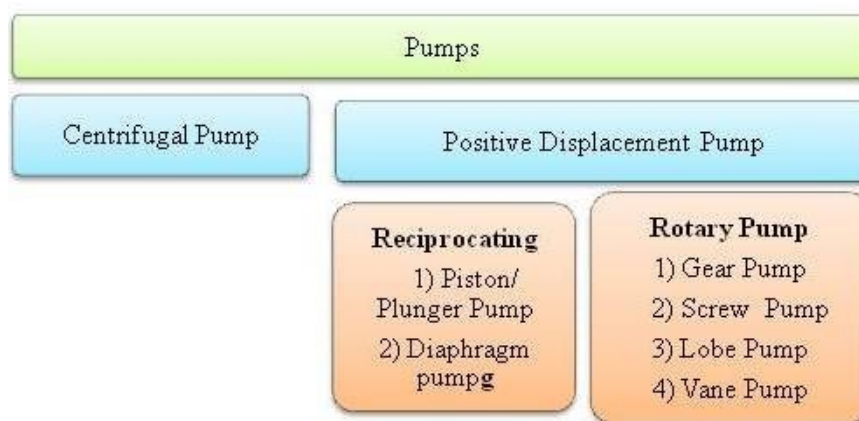 Pumps
Centrifugal Pump
Positive Displacement Pump
Reciprocating
1) Piston/
Plunger Pump
2) Diaphragm
pumpg
Rotary Pump
1) Gear Pump
2) Screw Pump
3) Lobe Pump
4) Vane Pump